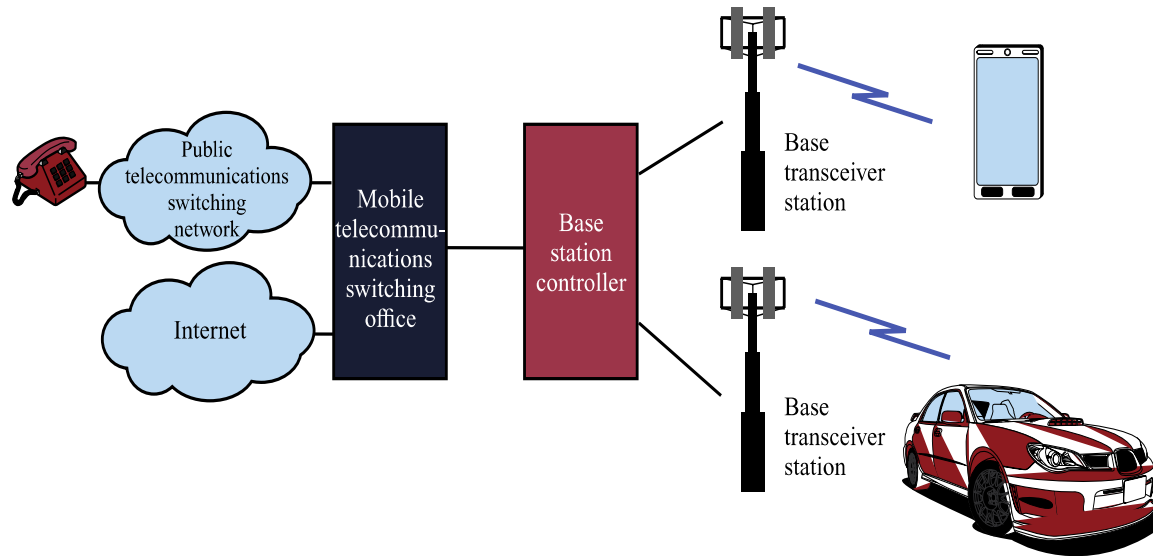 Public
telecommunications
switching
network
Internet
Mobile
telecommu-
nications
switching
office
Base
station
controller
Base
transceiver
station
Base
transceiver
station